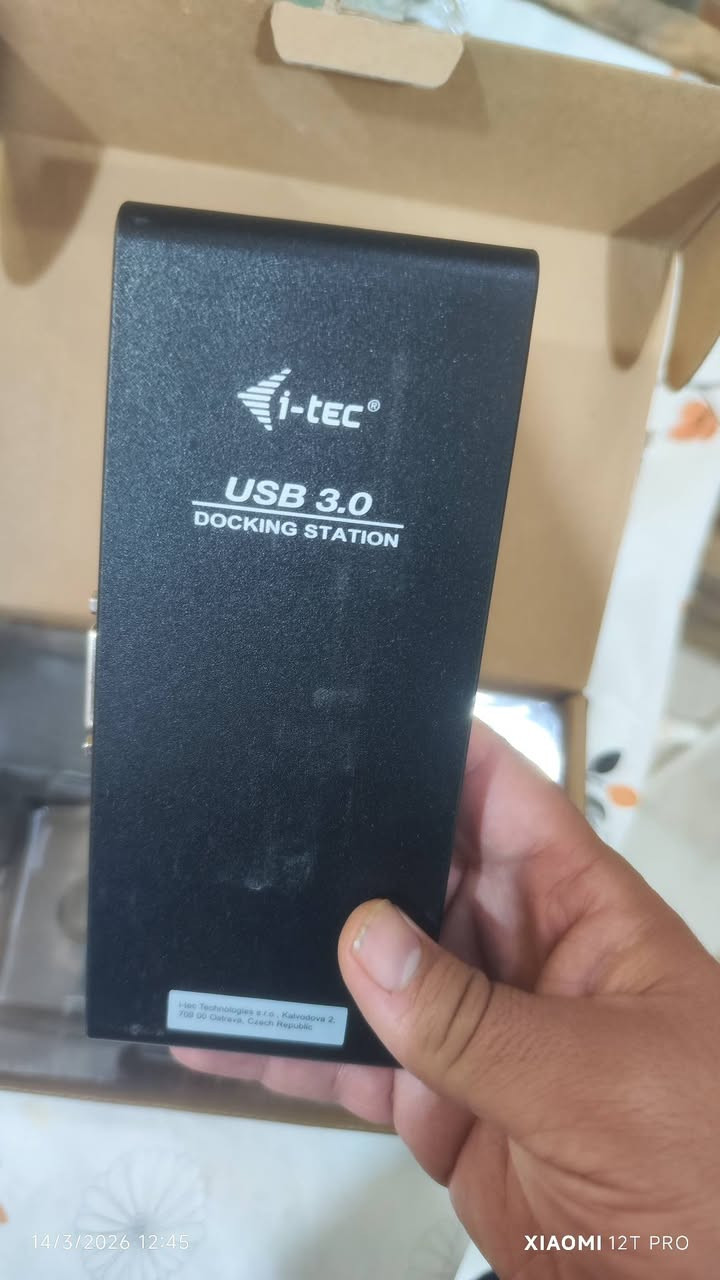 i-tec®
USB 3.0
DOCKING STATION
i-tec Technologies s.r.o., Kalvodova 2,
709 00 Ostrava, Czech Republic
14/3/2026 12:45
XIAOMI 12T PRO